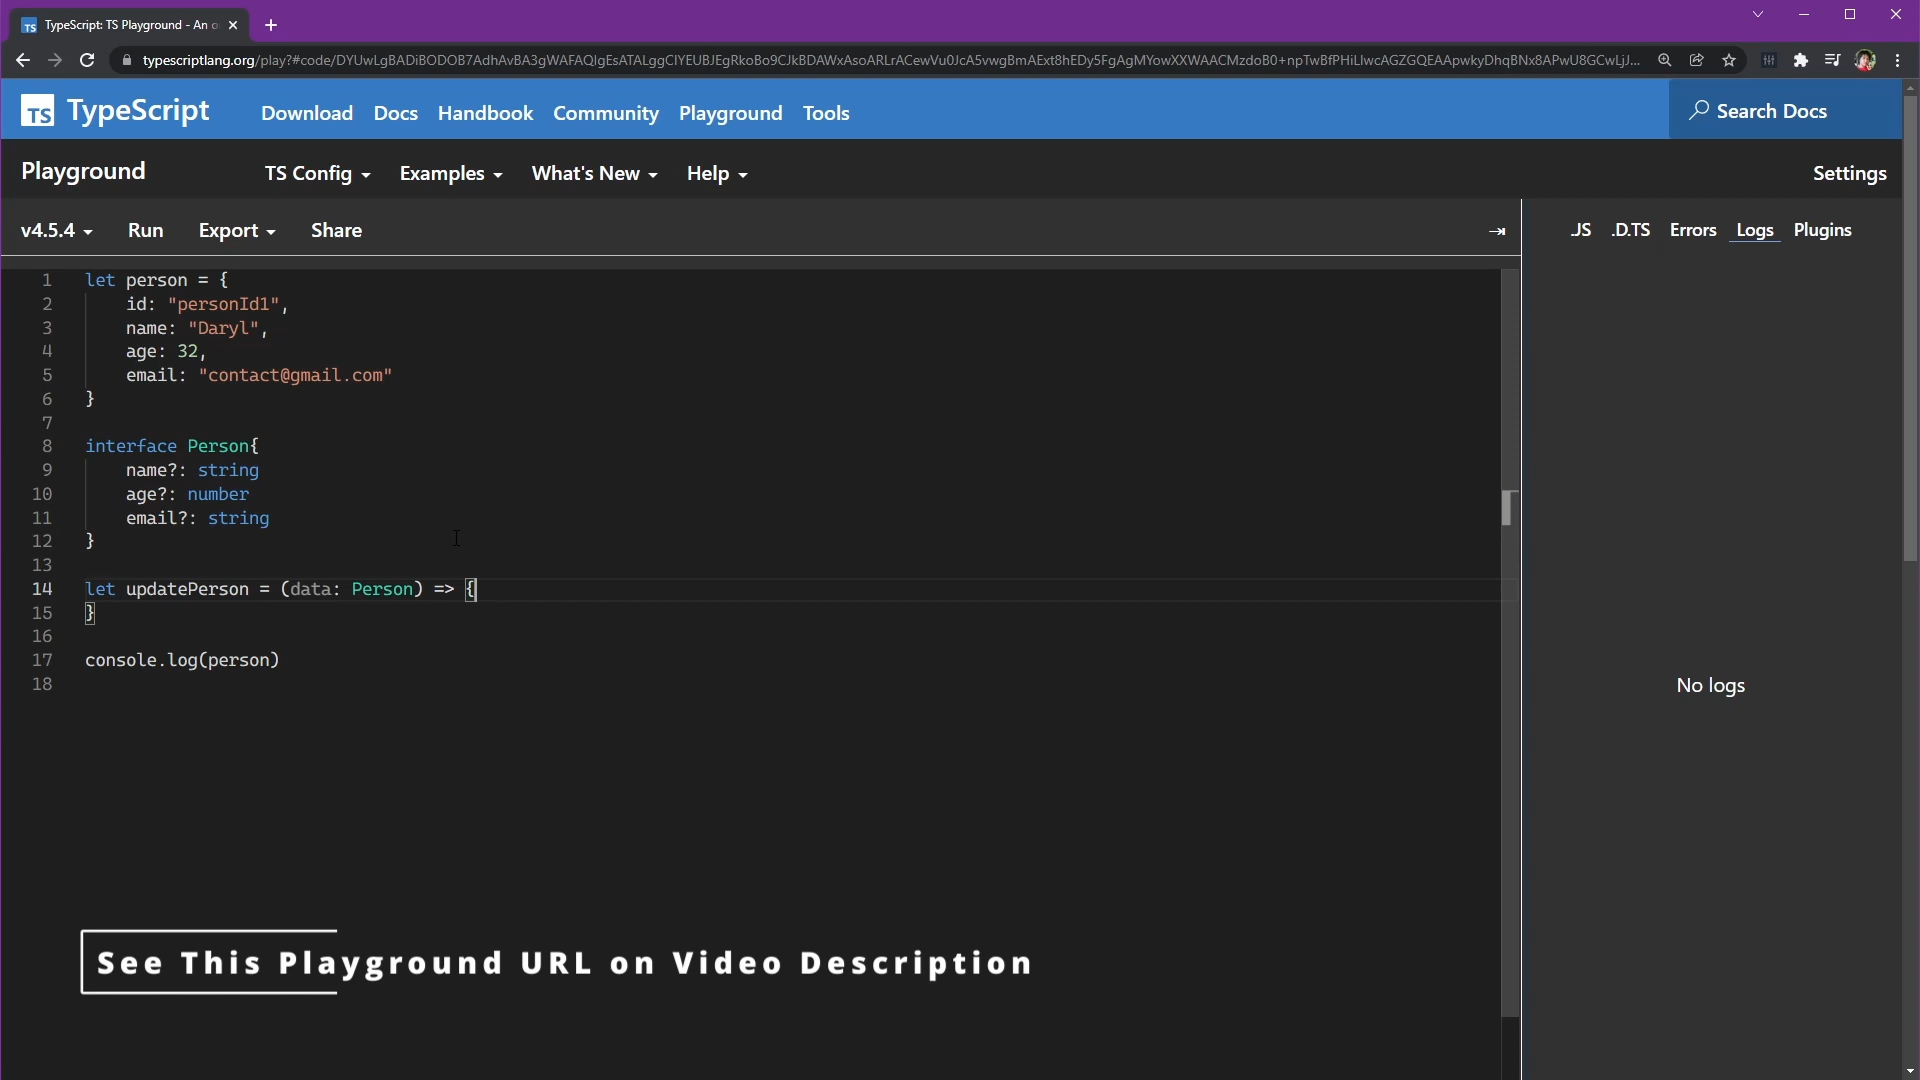 TypeScript: TS Playground - An o
typescriptlang.org/play?#code/DYUwLgBADiBODOB7AdhAvBA3gWAFAQIgEsATALggCIYEUBJEgRkoBo9CJkBDAWxAsoARLrACewVu0JcA5vwgBmAExt8hEDy5FgAgMYowXXWAACMzdoB0+npTwBfPHiLIwcAGZGQEAApwkyDhqBNx8APwU8GCwLjJ...
TS TypeScript Download Docs Handbook Community Playground Tools Search Docs
Playground TS Config Examples What's New Help Settings
v4.5.4 Run Export Share .JS .D.TS Errors Logs Plugins
1 let person = {
2 id: "personId1",
3 name: "Daryl",
4 age: 32,
5 email: "contact@gmail.com"
6 }
7
8 interface Person{
9 name?: string
10 age?: number
11 email?: string
12 }
13
14 let updatePerson = (data: Person) => {
15 }
16
17 console.log(person)
18
No logs
See This Playground URL on Video Description